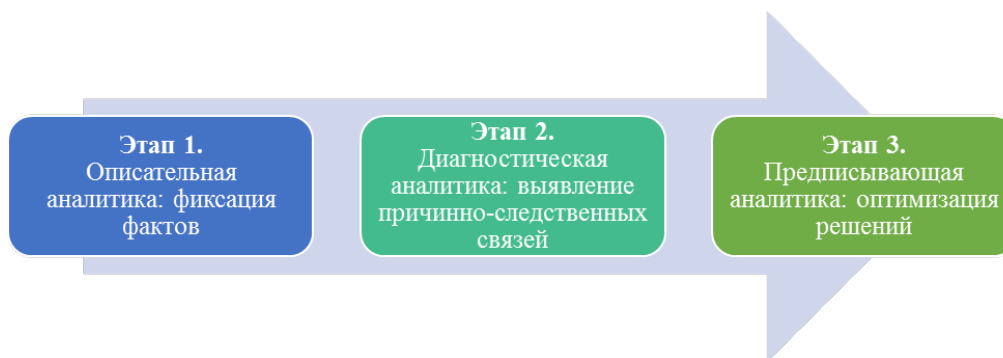 Этап 1.
Описательная
аналитика: фиксация
фактов
Этап 2.
Диагностическая
аналитика: выявление
причинно-следственных
связей
Этап 3.
Предписывающая
аналитика: оптимизация
решений